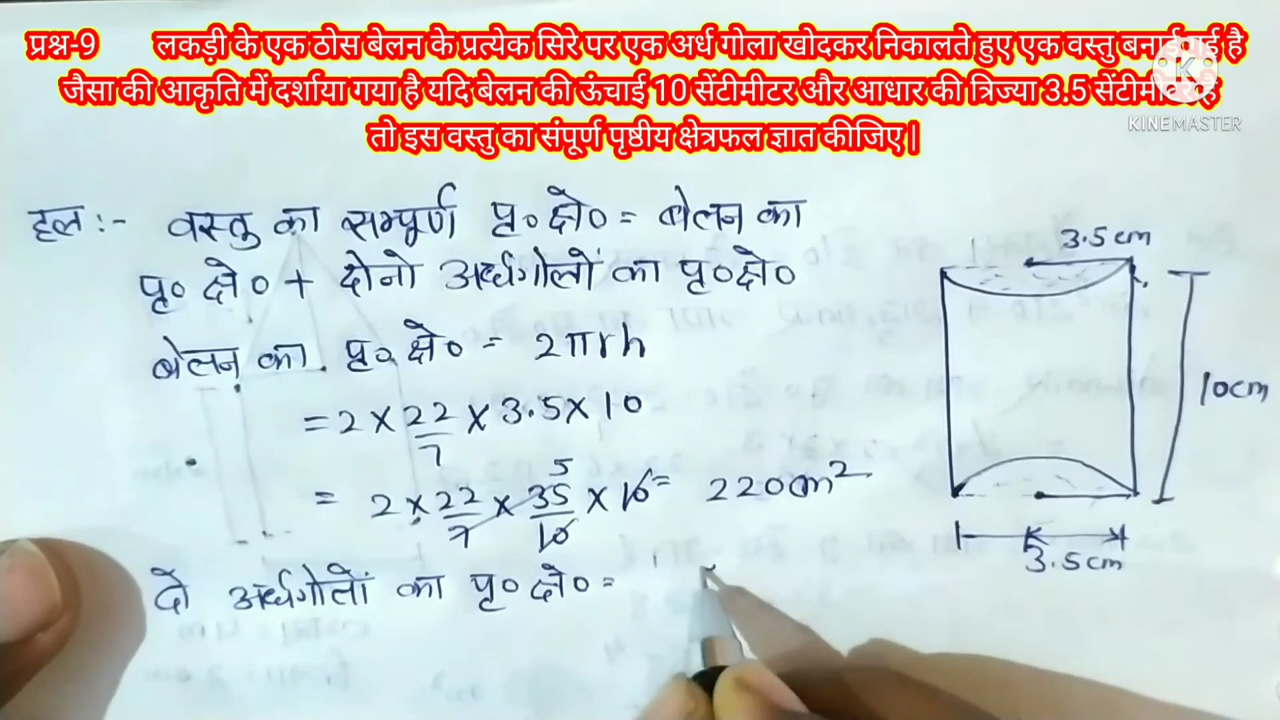 प्रश्न-9 लकड़ी के एक ठोस बेलन के प्रत्येक सिरे पर एक अर्ध गोला खोदकर निकालते हुए एक वस्तु बनाई गई है
जैसा की आकृति में दर्शाया गया है यदि बेलन की ऊंचाई 10 सेंटीमीटर और आधार की त्रिज्या 3.5 सेंटीमीटर है
तो इस वस्तु का संपूर्ण पृष्ठीय क्षेत्रफल ज्ञात कीजिए |
K
KINEMASTER
हल :- वस्तु का सम्पूर्ण पृ० क्षे० = बेलन का
पृ० क्षे० + दोनो अर्धगोलों का पृ० क्षे०
बेलन का पृ० क्षे० = 2πrh
= 2 × 22/7 × 3.5 × 10
= 2 × 22/7 × 35/10 × 10 = 220cm²
5
दो अर्धगोलों का पृ० क्षे० =
3.5cm
10cm
3.5cm